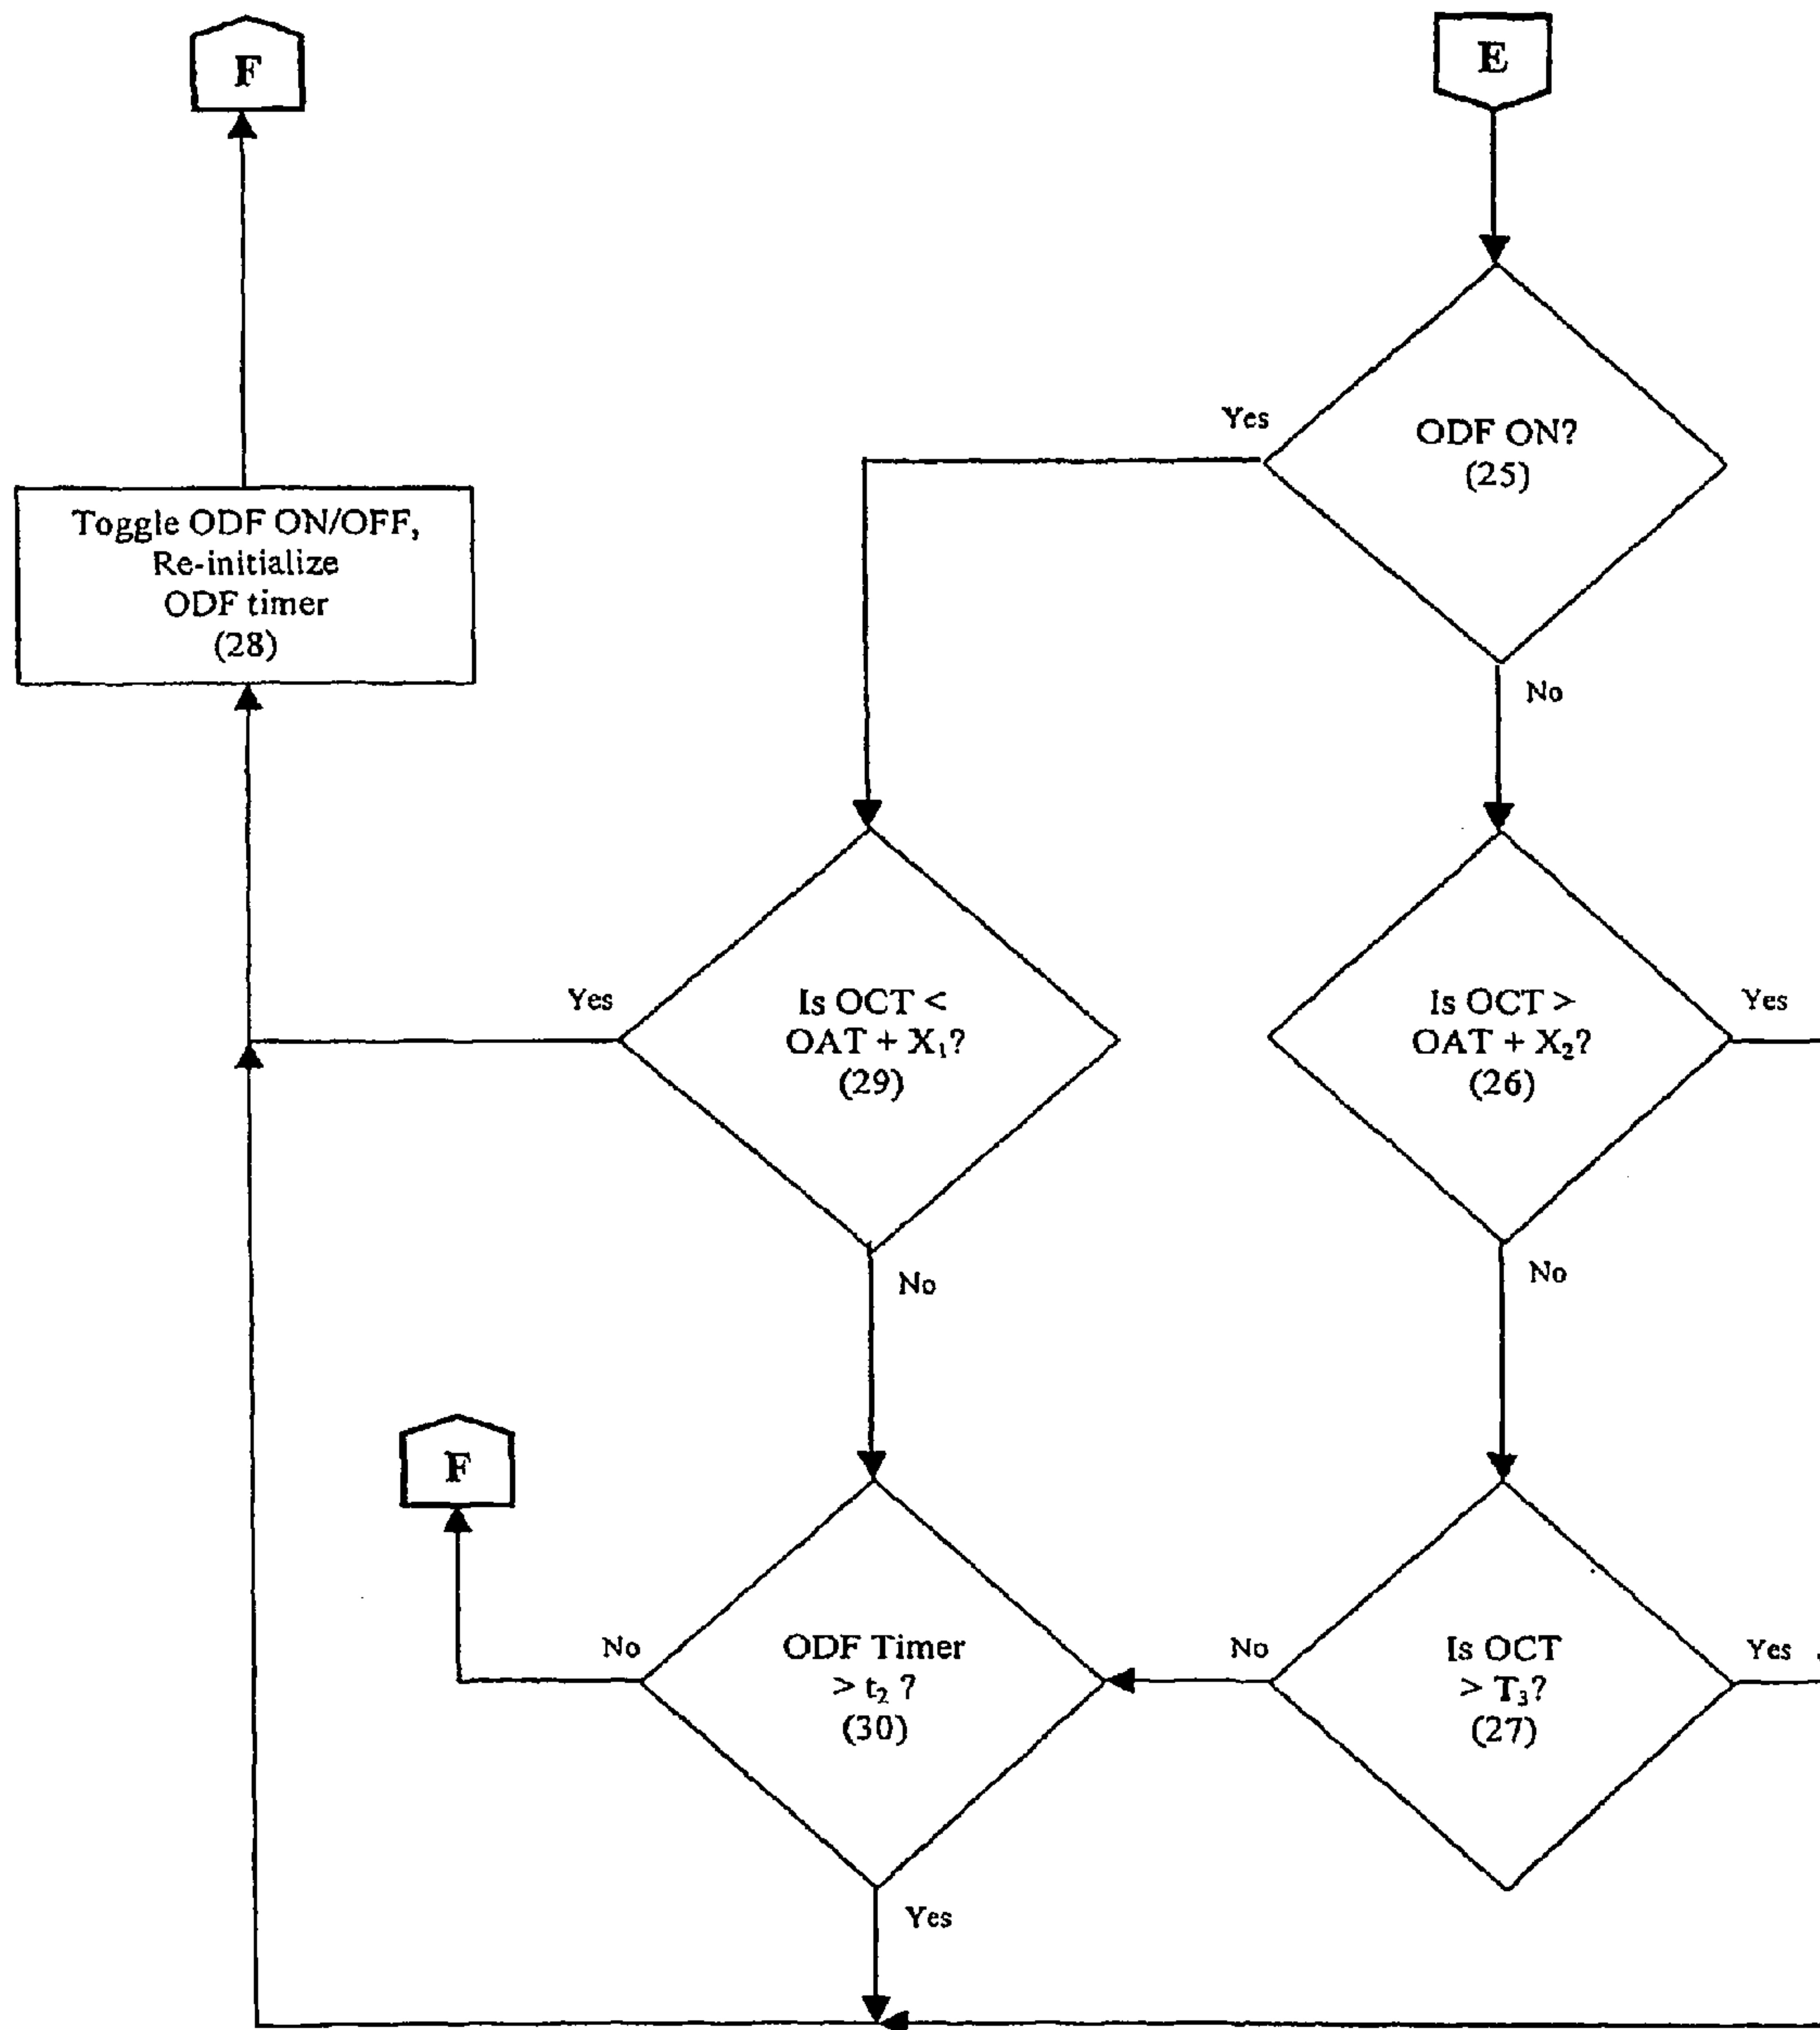 F
E
Yes
ODF ON?
(25)
Toggle ODF ON/OFF,
Re-initialize
ODF timer
(28)
No
Yes
Is OCT <
OAT + X₁?
(29)
Is OCT >
OAT + X₂?
(26)
Yes
No
No
F
No
ODF Timer
> t₂ ?
(30)
No
Is OCT
> T₃?
(27)
Yes
Yes